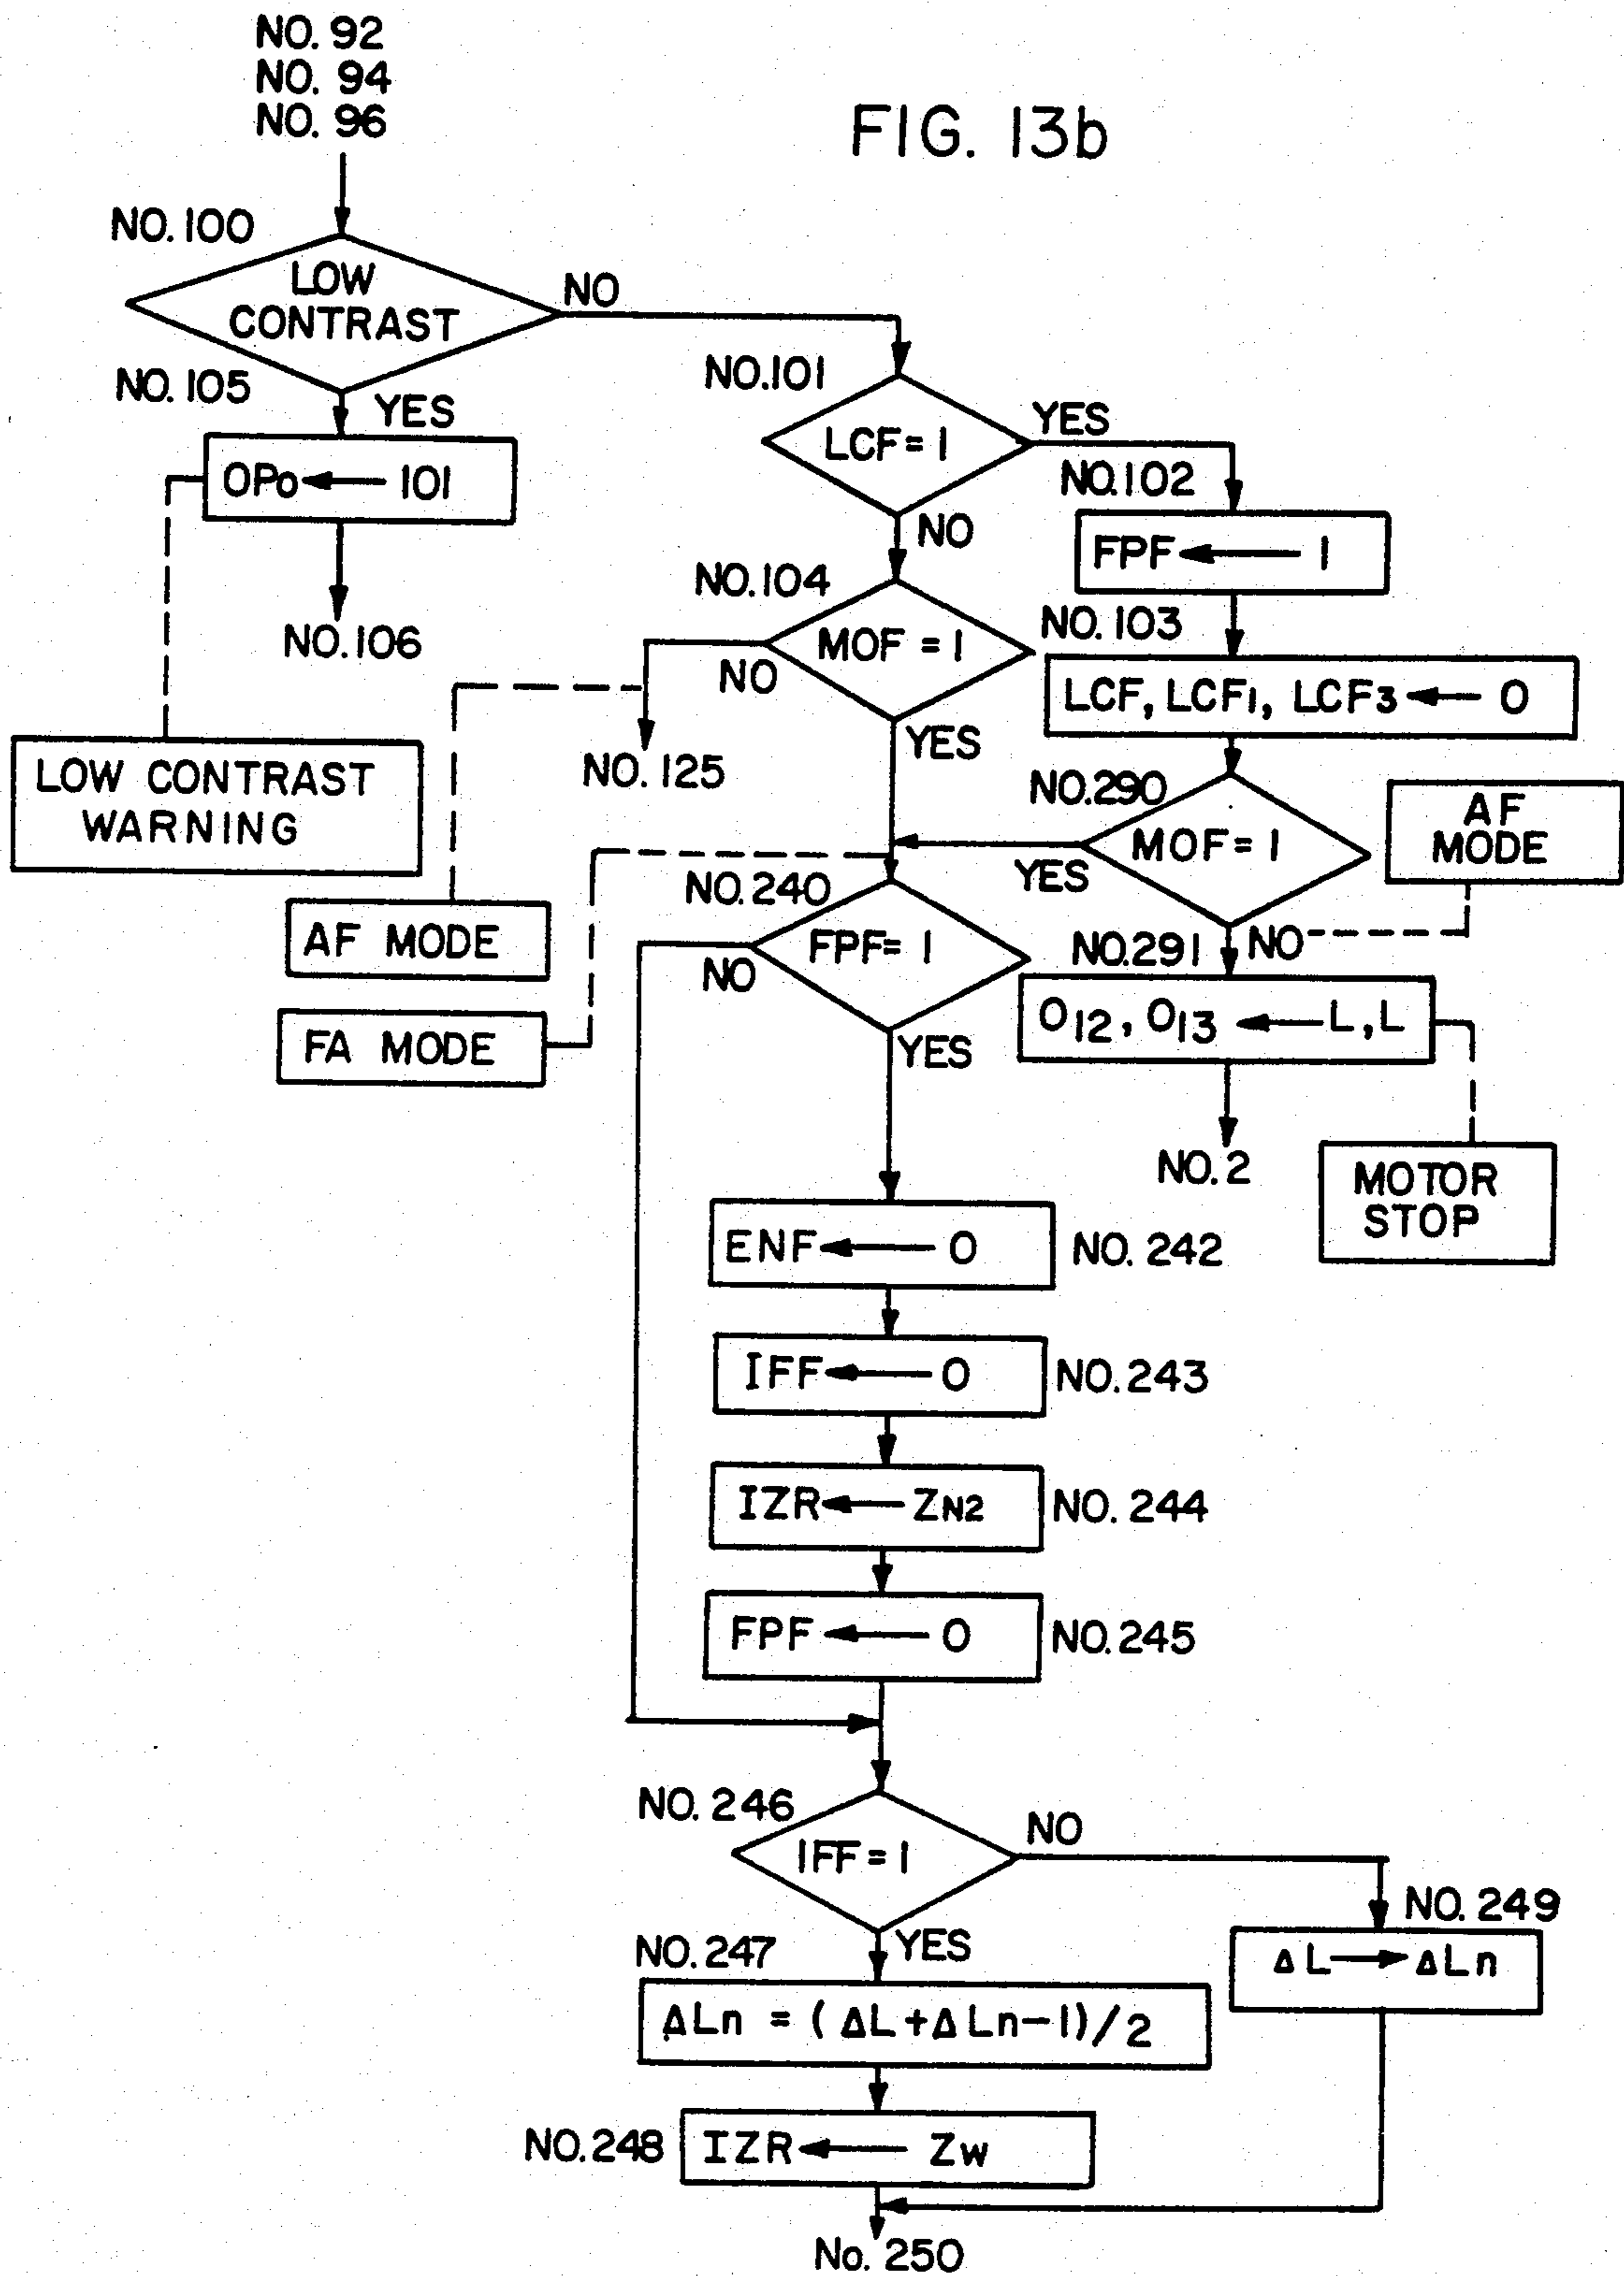 NO. 92
NO. 94
NO. 96
FIG. 13b
NO. 100
LOW
CONTRAST
NO
NO. 105
YES
OPo ← 101
NO. 106
LOW CONTRAST
WARNING
NO.101
LCF = 1
YES
NO
NO.102
FPF ← 1
NO.104
MOF = 1
NO
YES
NO. 125
AF MODE
NO. 103
LCF, LCF1, LCF3 ← 0
NO.290
MOF = 1
YES
NO
AF
MODE
FA MODE
NO.240
FPF = 1
NO
YES
NO.291
O12, O13 ← L, L
NO. 2
MOTOR
STOP
ENF ← 0
NO. 242
IFF ← 0
NO.243
IZR ← ZN2
NO. 244
FPF ← 0
NO.245
NO. 246
IFF = 1
NO
YES
NO. 249
ΔL → ΔLn
NO.247
ΔLn = (ΔL+ΔLn-1)/2
NO.248
IZR ← Zw
No. 250